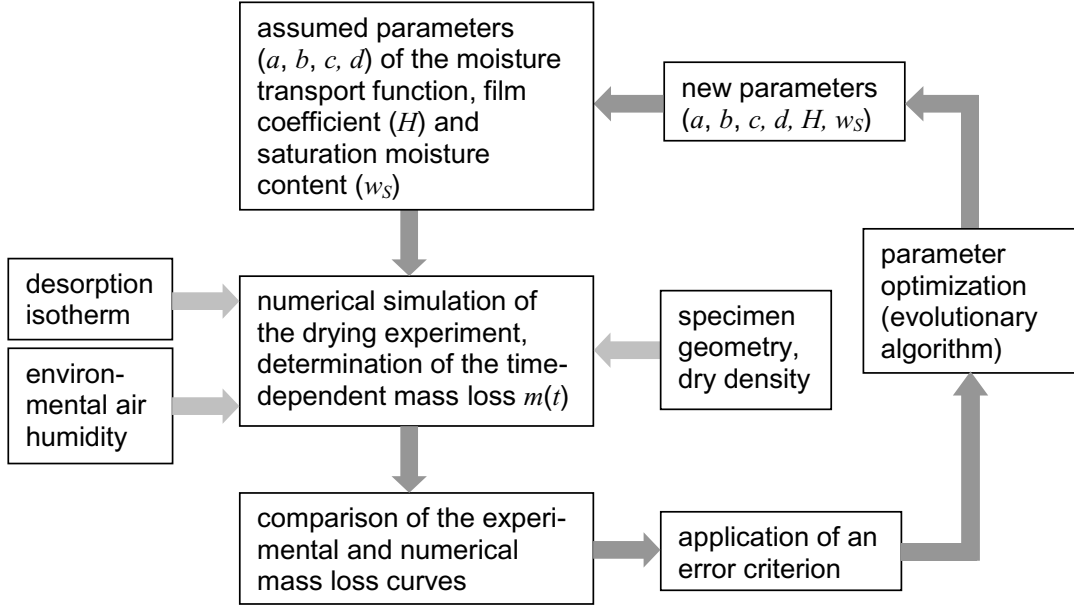 assumed parameters
(a, b, c, d) of the moisture
transport function, film
coefficient (H) and
saturation moisture
content (wS)
new parameters
(a, b, c, d, H, wS)
desorption
isotherm
environ-
mental air
humidity
numerical simulation of
the drying experiment,
determination of the time-
dependent mass loss m(t)
specimen
geometry,
dry density
parameter
optimization
(evolutionary
algorithm)
comparison of the experi-
mental and numerical
mass loss curves
application of an
error criterion